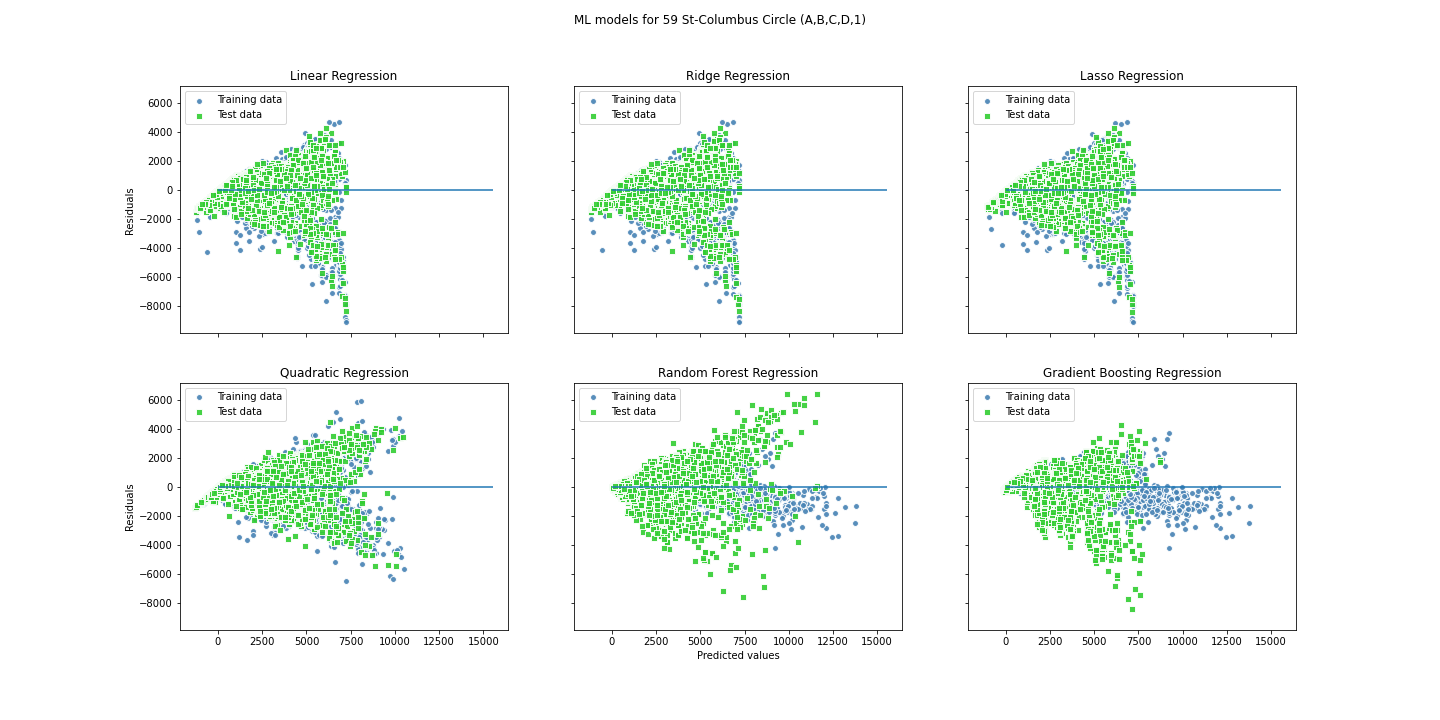 ML models for 59 St-Columbus Circle (A,B,C,D,1)
Linear Regression
Training data
Test data
6000
4000
2000
0
−2000
−4000
−6000
−8000
Residuals
Ridge Regression
Training data
Test data
Lasso Regression
Training data
Test data
Quadratic Regression
Training data
Test data
6000
4000
2000
0
−2000
−4000
−6000
−8000
Residuals
0 2500 5000 7500 10000 12500 15000
Random Forest Regression
Training data
Test data
0 2500 5000 7500 10000 12500 15000
Predicted values
Gradient Boosting Regression
Training data
Test data
0 2500 5000 7500 10000 12500 15000